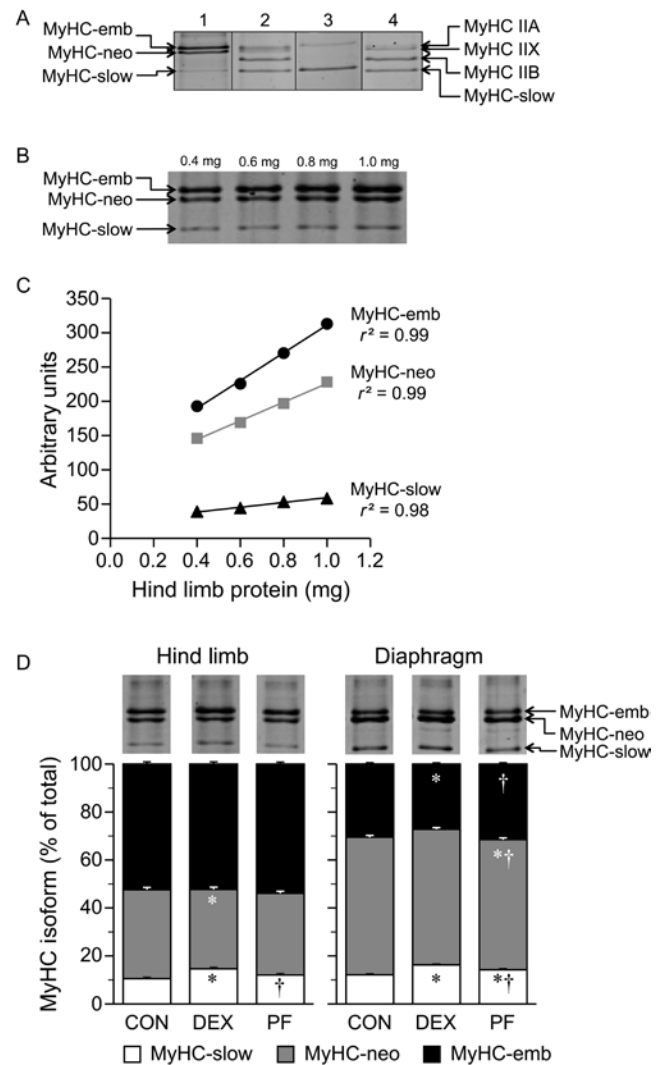 A
1 2 3 4
MyHC-emb
MyHC-neo
MyHC-slow
MyHC IIA
MyHC IIX
MyHC IIB
MyHC-slow
B
0.4 mg 0.6 mg 0.8 mg 1.0 mg
MyHC-emb
MyHC-neo
MyHC-slow
C
Arbitrary units
350
300
250
200
150
100
50
0
0.0 0.2 0.4 0.6 0.8 1.0 1.2
Hind limb protein (mg)
MyHC-emb
r² = 0.99
MyHC-neo
r² = 0.99
MyHC-slow
r² = 0.98
D
Hind limb Diaphragm
MyHC-emb
MyHC-neo
MyHC-slow
MyHC isoform (% of total)
100
80
60
40
20
0
* †
* *†
* † * *†
CON DEX PF CON DEX PF
MyHC-slow MyHC-neo MyHC-emb